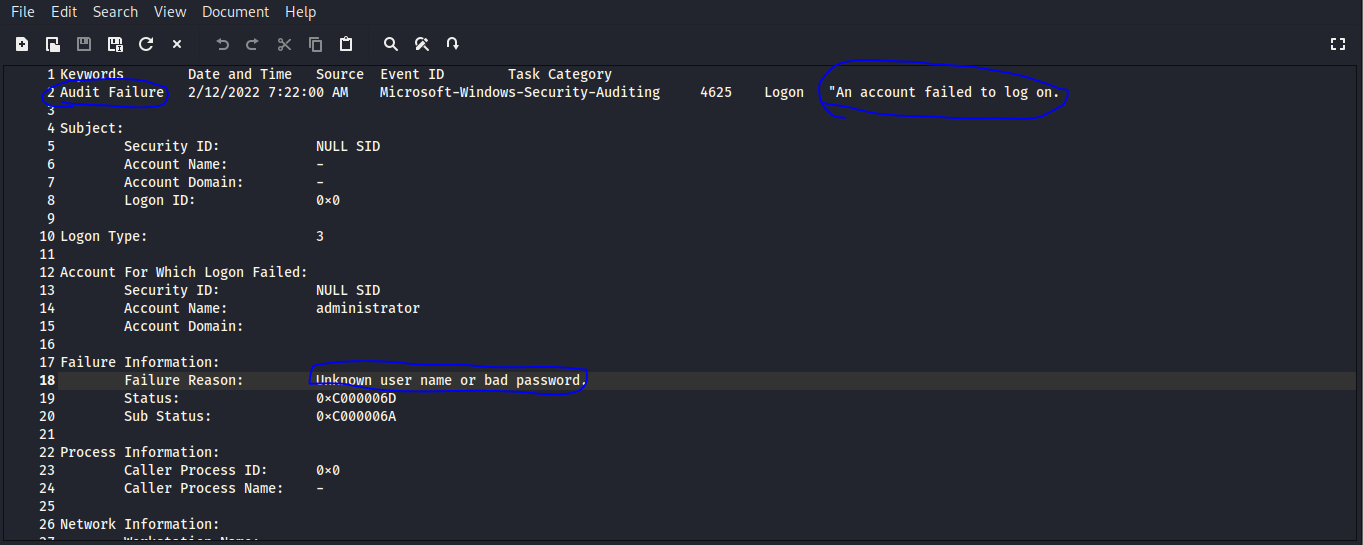 File Edit Search View Document Help
1 Keywords Date and Time Source Event ID Task Category
2 Audit Failure 2/12/2022 7:22:00 AM Microsoft-Windows-Security-Auditing 4625 Logon "An account failed to log on.
3
4 Subject:
5 Security ID: NULL SID
6 Account Name: -
7 Account Domain: -
8 Logon ID: 0×0
9
10 Logon Type: 3
11
12 Account For Which Logon Failed:
13 Security ID: NULL SID
14 Account Name: administrator
15 Account Domain:
16
17 Failure Information:
18 Failure Reason: Unknown user name or bad password.
19 Status: 0×C000006D
20 Sub Status: 0×C000006A
21
22 Process Information:
23 Caller Process ID: 0×0
24 Caller Process Name: -
25
26 Network Information:
27 Workstation Name: